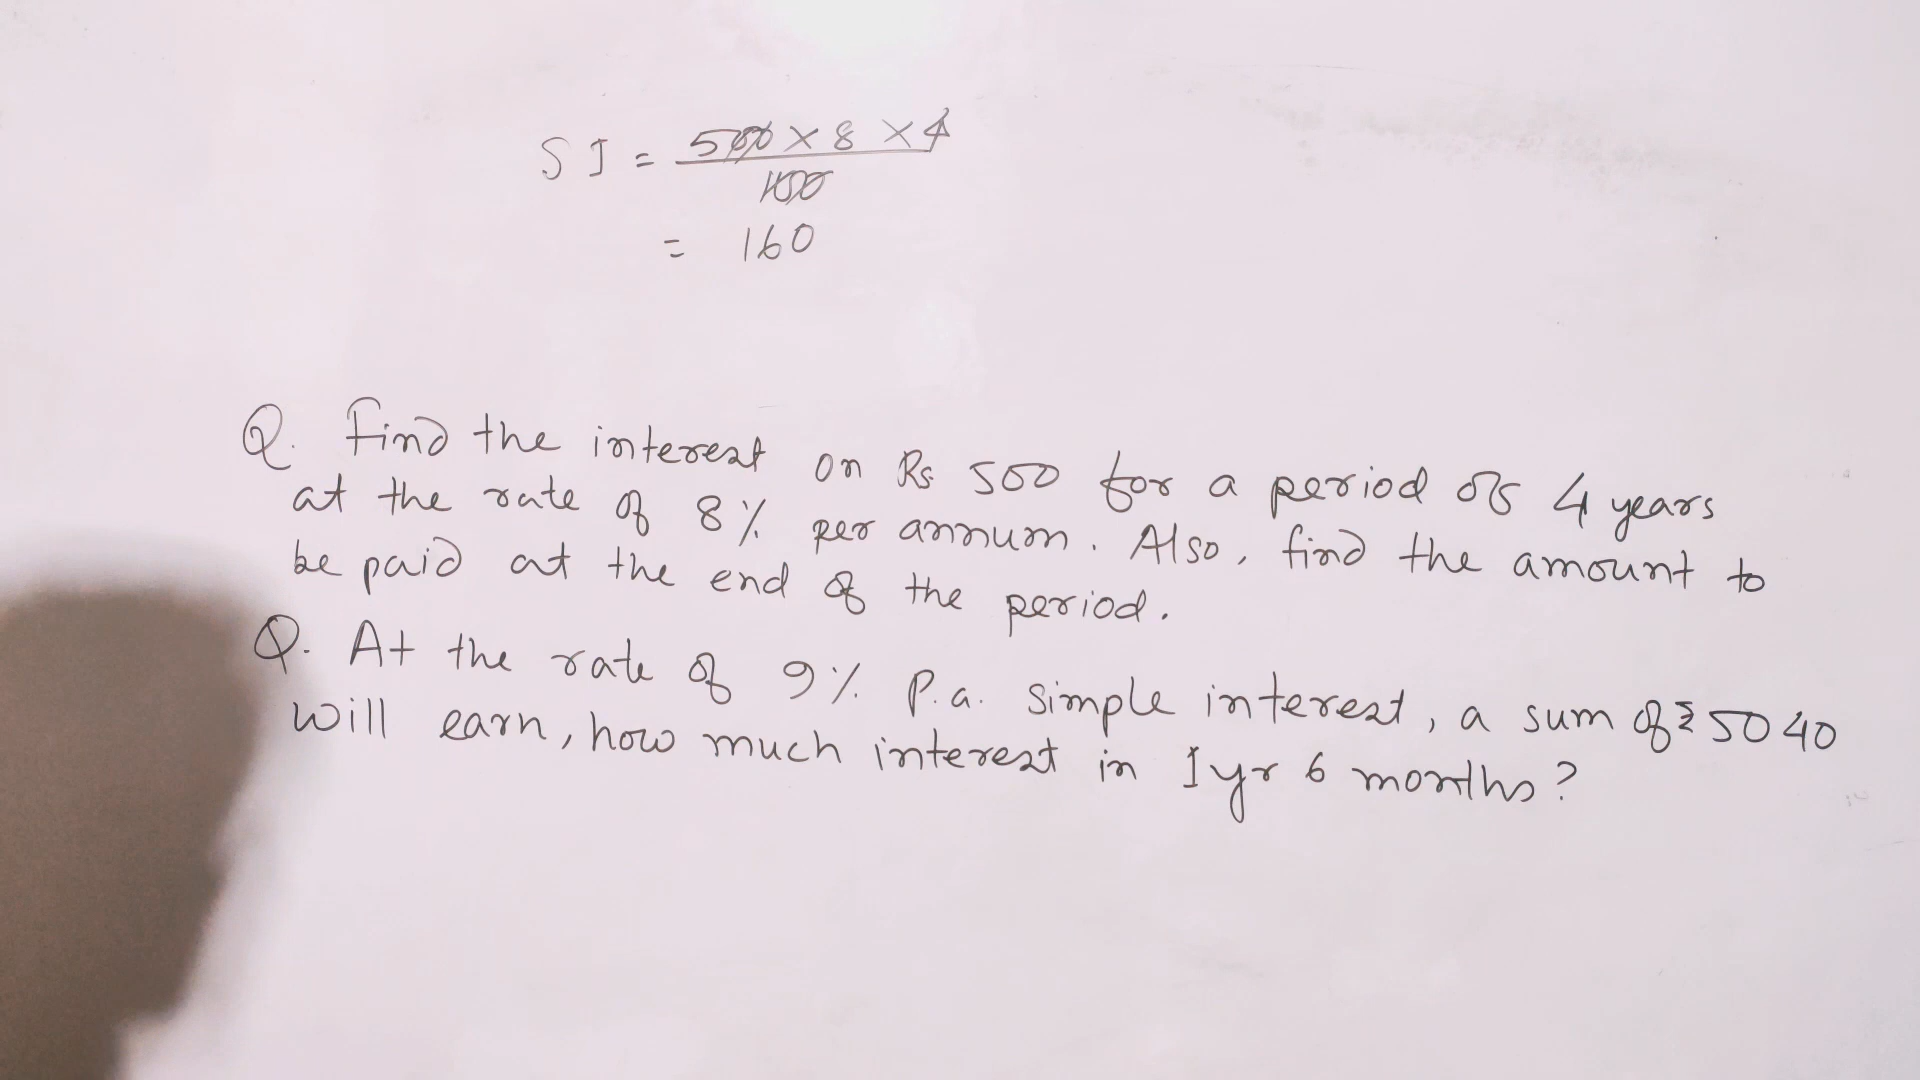 SI = 500 × 8 × 4
100
= 160
Q. Find the interest on Rs 500 for a period of 4 years
at the rate of 8% per annum. Also, find the amount to
be paid at the end of the period.
Q. At the rate of 9% P.a. simple interest, a sum of ₹ 5040
will earn, how much interest in 1yr 6 months?